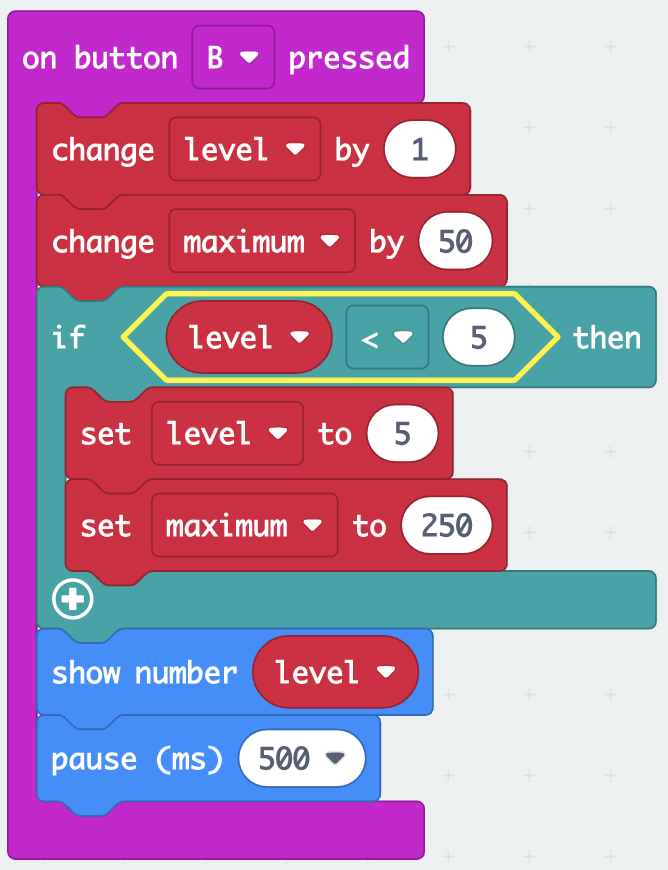 on button B pressed
change level by 1
change maximum by 50
if level < 5 then
set level to 5
set maximum to 250
show number level
pause (ms) 500